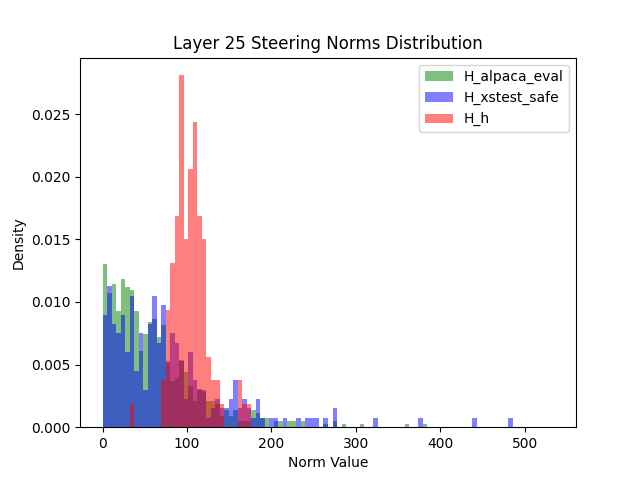 Layer 25 Steering Norms Distribution
H_alpaca_eval
H_xstest_safe
H_h
0.025
0.020
0.015
0.010
0.005
0.000
Density
0 100 200 300 400 500
Norm Value